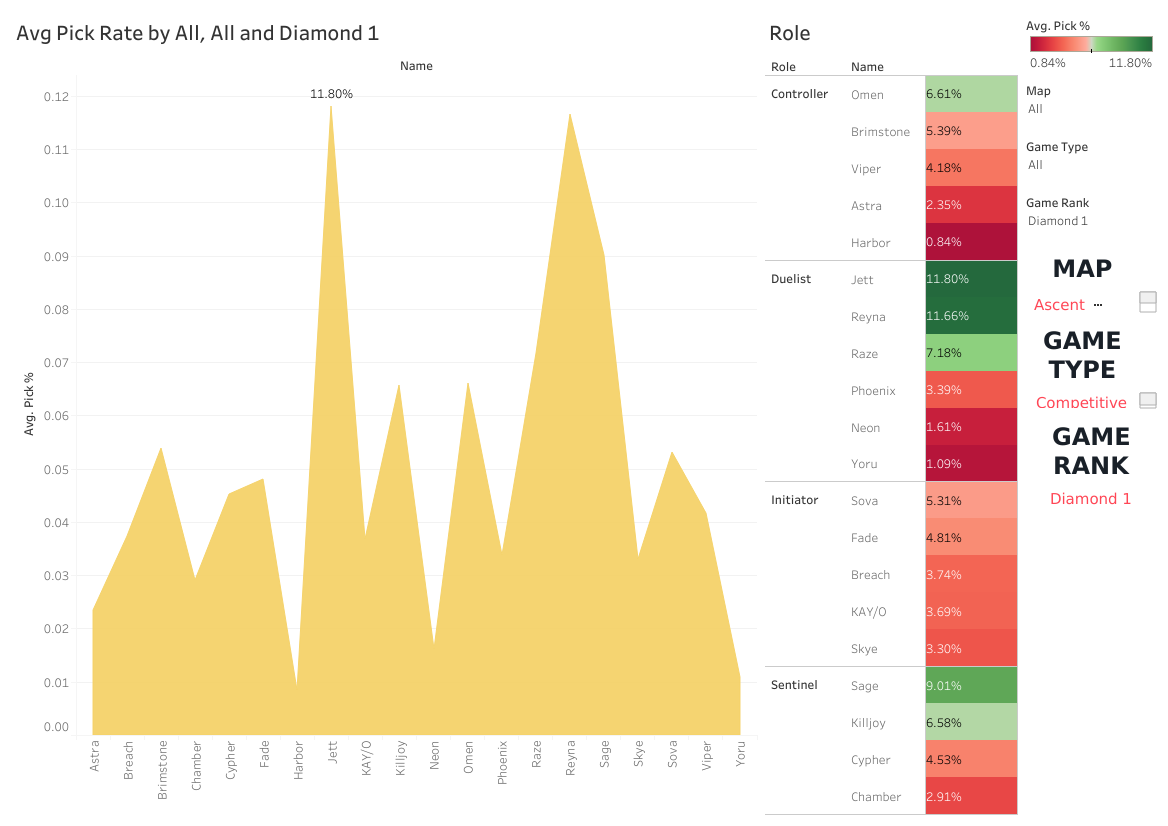 Avg Pick Rate by All, All and Diamond 1
Name
11.80%
Avg. Pick %
0.12
0.11
0.10
0.09
0.08
0.07
0.06
0.05
0.04
0.03
0.02
0.01
0.00
Astra
Breach
Brimstone
Chamber
Cypher
Fade
Harbor
Jett
KAY/O
Killjoy
Neon
Omen
Phoenix
Raze
Reyna
Sage
Skye
Sova
Viper
Yoru
Role
Role Name
Controller Omen 6.61%
Brimstone 5.39%
Viper 4.18%
Astra 2.35%
Harbor 0.84%
Duelist Jett 11.80%
Reyna 11.66%
Raze 7.18%
Phoenix 3.39%
Neon 1.61%
Yoru 1.09%
Initiator Sova 5.31%
Fade 4.81%
Breach 3.74%
KAY/O 3.69%
Skye 3.30%
Sentinel Sage 9.01%
Killjoy 6.58%
Cypher 4.53%
Chamber 2.91%
Avg. Pick %
0.84% 11.80%
Map
All
Game Type
All
Game Rank
Diamond 1
MAP
Ascent ...
GAME
TYPE
Competitive
GAME
RANK
Diamond 1